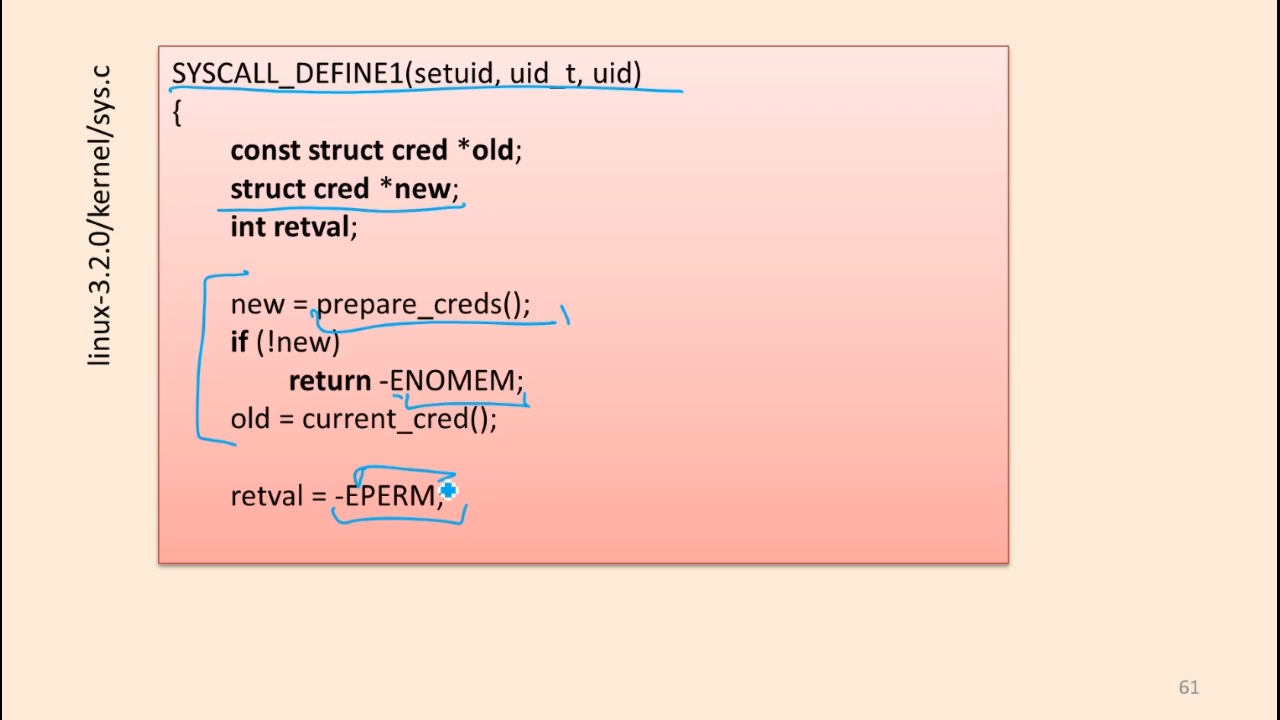 linux-3.2.0/kernel/sys.c
SYSCALL_DEFINE1(setuid, uid_t, uid)
{
const struct cred *old;
struct cred *new;
int retval;
new = prepare_creds();
if (!new)
return -ENOMEM;
old = current_cred();
retval = -EPERM;
61